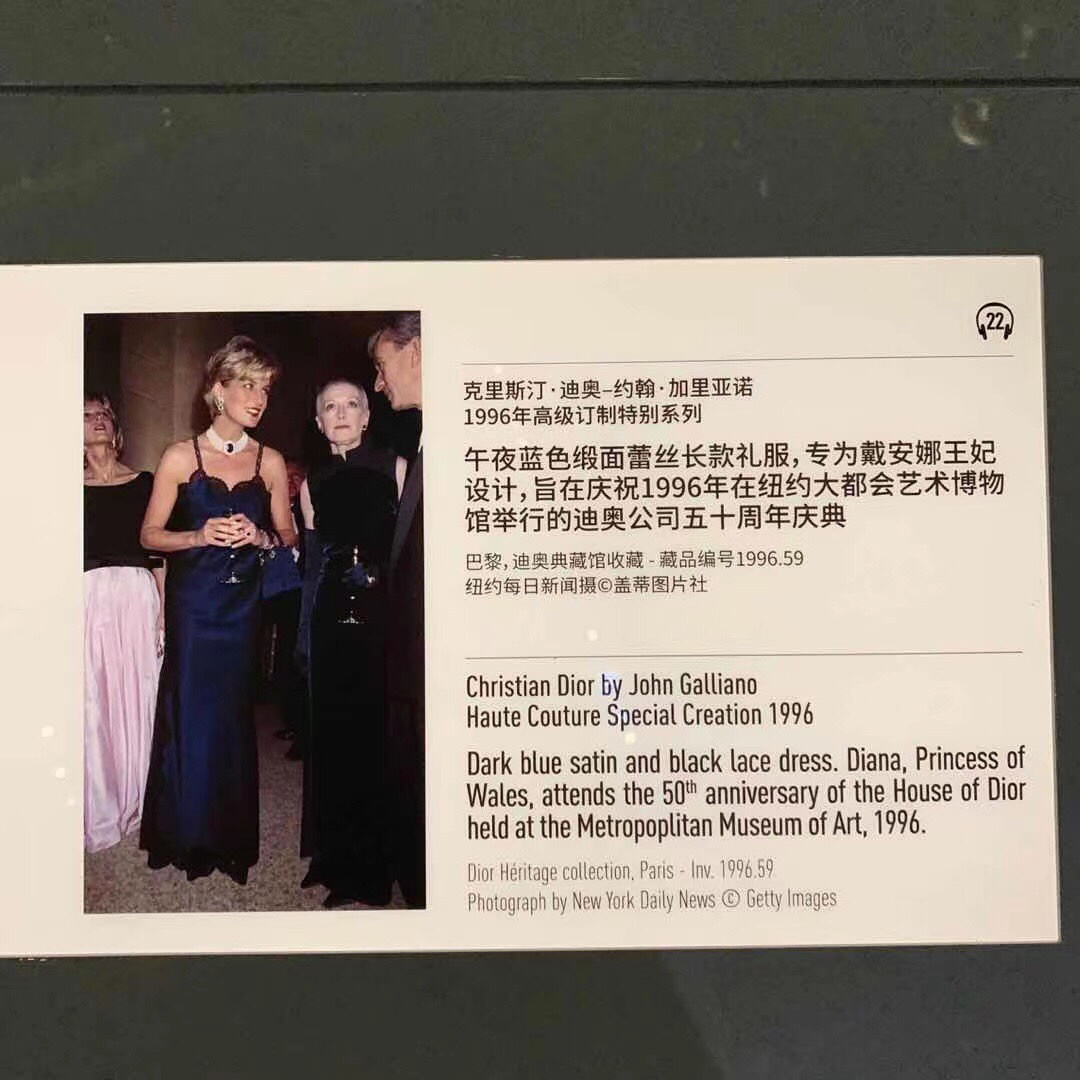 22
克里斯汀·迪奥–约翰·加里亚诺
1996年高级订制特别系列
午夜蓝色缎面蕾丝长款礼服，专为戴安娜王妃
设计，旨在庆祝1996年在纽约大都会艺术博物
馆举行的迪奥公司五十周年庆典
巴黎，迪奥典藏馆收藏 - 藏品编号1996.59
纽约每日新闻摄©盖蒂图片社
Christian Dior by John Galliano
Haute Couture Special Creation 1996
Dark blue satin and black lace dress. Diana, Princess of
Wales, attends the 50th anniversary of the House of Dior
held at the Metropoplitan Museum of Art, 1996.
Dior Héritage collection, Paris - Inv. 1996.59
Photograph by New York Daily News © Getty Images